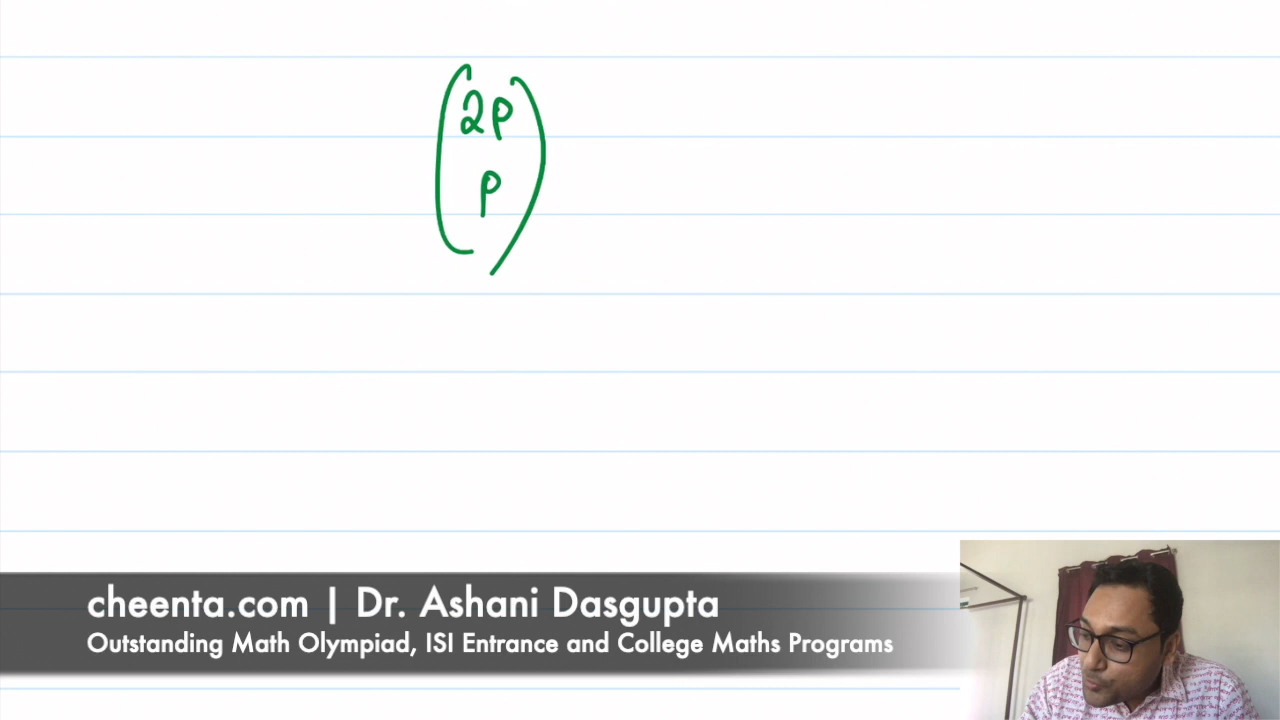 (2p
p)
cheenta.com | Dr. Ashani Dasgupta
Outstanding Math Olympiad, ISI Entrance and College Maths Programs